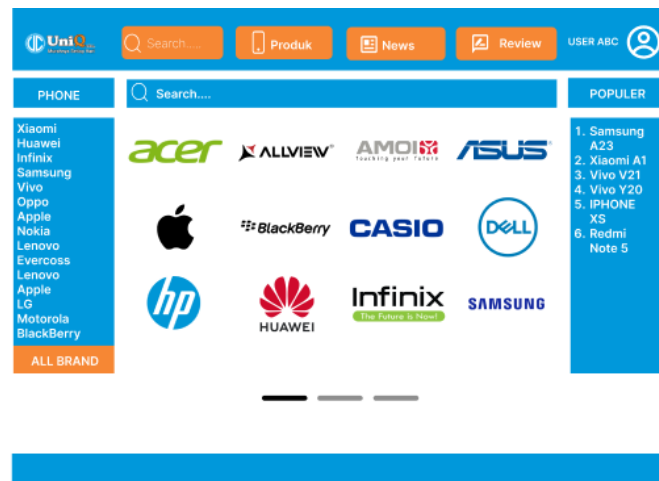 UniQ
Search....
Produk
News
Review
USER ABC
PHONE
Search....
POPULER
Xiaomi
Huawei
Infinix
Samsung
Vivo
Oppo
Apple
Nokia
Lenovo
Evercoss
Lenovo
Apple
LG
Motorola
BlackBerry
ALL BRAND
acer
ALLVIEW
AMOI
Touching your future
ASUS
BlackBerry
CASIO
DELL
hp
HUAWEI
Infinix
The Future is Now!
SAMSUNG
1. Samsung
A23
2. Xiaomi A1
3. Vivo V21
4. Vivo Y20
5. IPHONE
XS
6. Redmi
Note 5